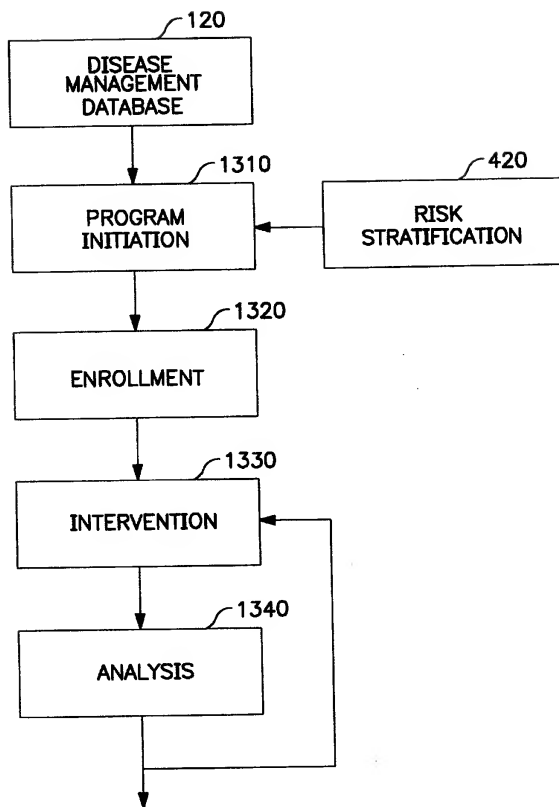 120
DISEASE
MANAGEMENT
DATABASE
1310
PROGRAM
INITIATION
420
RISK
STRATIFICATION
1320
ENROLLMENT
1330
INTERVENTION
1340
ANALYSIS